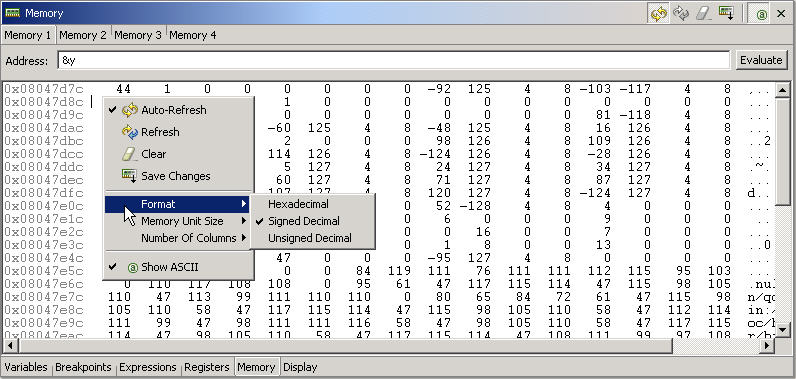 Memory
Memory 1 Memory 2 Memory 3 Memory 4
Address: &y Evaluate
0x08047d7c 44 1 0 0 0 0 0 0 -92 125 4 8 -103 -117 4 8 ,...
0x08047d8c 1 0 0 0 0 0 0 0 0 0 0 0 ....
0x08047d9c 0 0 0 0 0 0 0 0 81 -118 4 8 ....
0x08047dac -60 125 4 8 -48 125 4 8 16 126 4 8 ....
0x08047dbc 2 0 0 0 98 126 4 8 109 126 4 8 ..2
0x08047dcc 114 126 4 8 -124 126 4 8 -28 126 4 8
0x08047ddc 5 127 4 8 24 127 4 8 34 127 4 8 .~.
0x08047dec 60 127 4 8 71 127 4 8 87 127 4 8
0x08047dfc 107 127 4 8 120 127 4 8 -124 127 4 8 d...
0x08047e0c 52 -128 4 0 0 0 0
0x08047e1c 6 0 0 0 9 0 0 0
0x08047e2c 0 0 16 0 7 0 0 0
0x08047e3c 1 8 0 13 0 0 0 ...0
0x08047e4c 47 0 0 0 -95 127 4 8 0 0 0 0
0x08047e5c 0 0 84 119 111 76 111 111 112 115 95 103
0x08047e6c 0 110 117 108 108 0 95 61 47 117 115 114 47 115 98 105 .nul
0x08047e7c 110 47 113 99 111 110 110 0 80 65 84 72 61 47 115 98 n/qc
0x08047e8c 105 110 58 47 117 115 114 47 115 98 105 110 58 47 112 114 in:/
0x08047e9c 111 99 47 98 111 111 116 58 47 98 105 110 58 47 117 115 oc/b
0x08047eac 114 47 98 105 110 58 47 117 115 114 47 108 111 99 97 108 r/b
Auto-Refresh
Refresh
Clear
Save Changes
Format
Memory Unit Size
Number Of Columns
@ Show ASCII
Hexadecimal
Signed Decimal
Unsigned Decimal
Variables Breakpoints Expressions Registers Memory Display